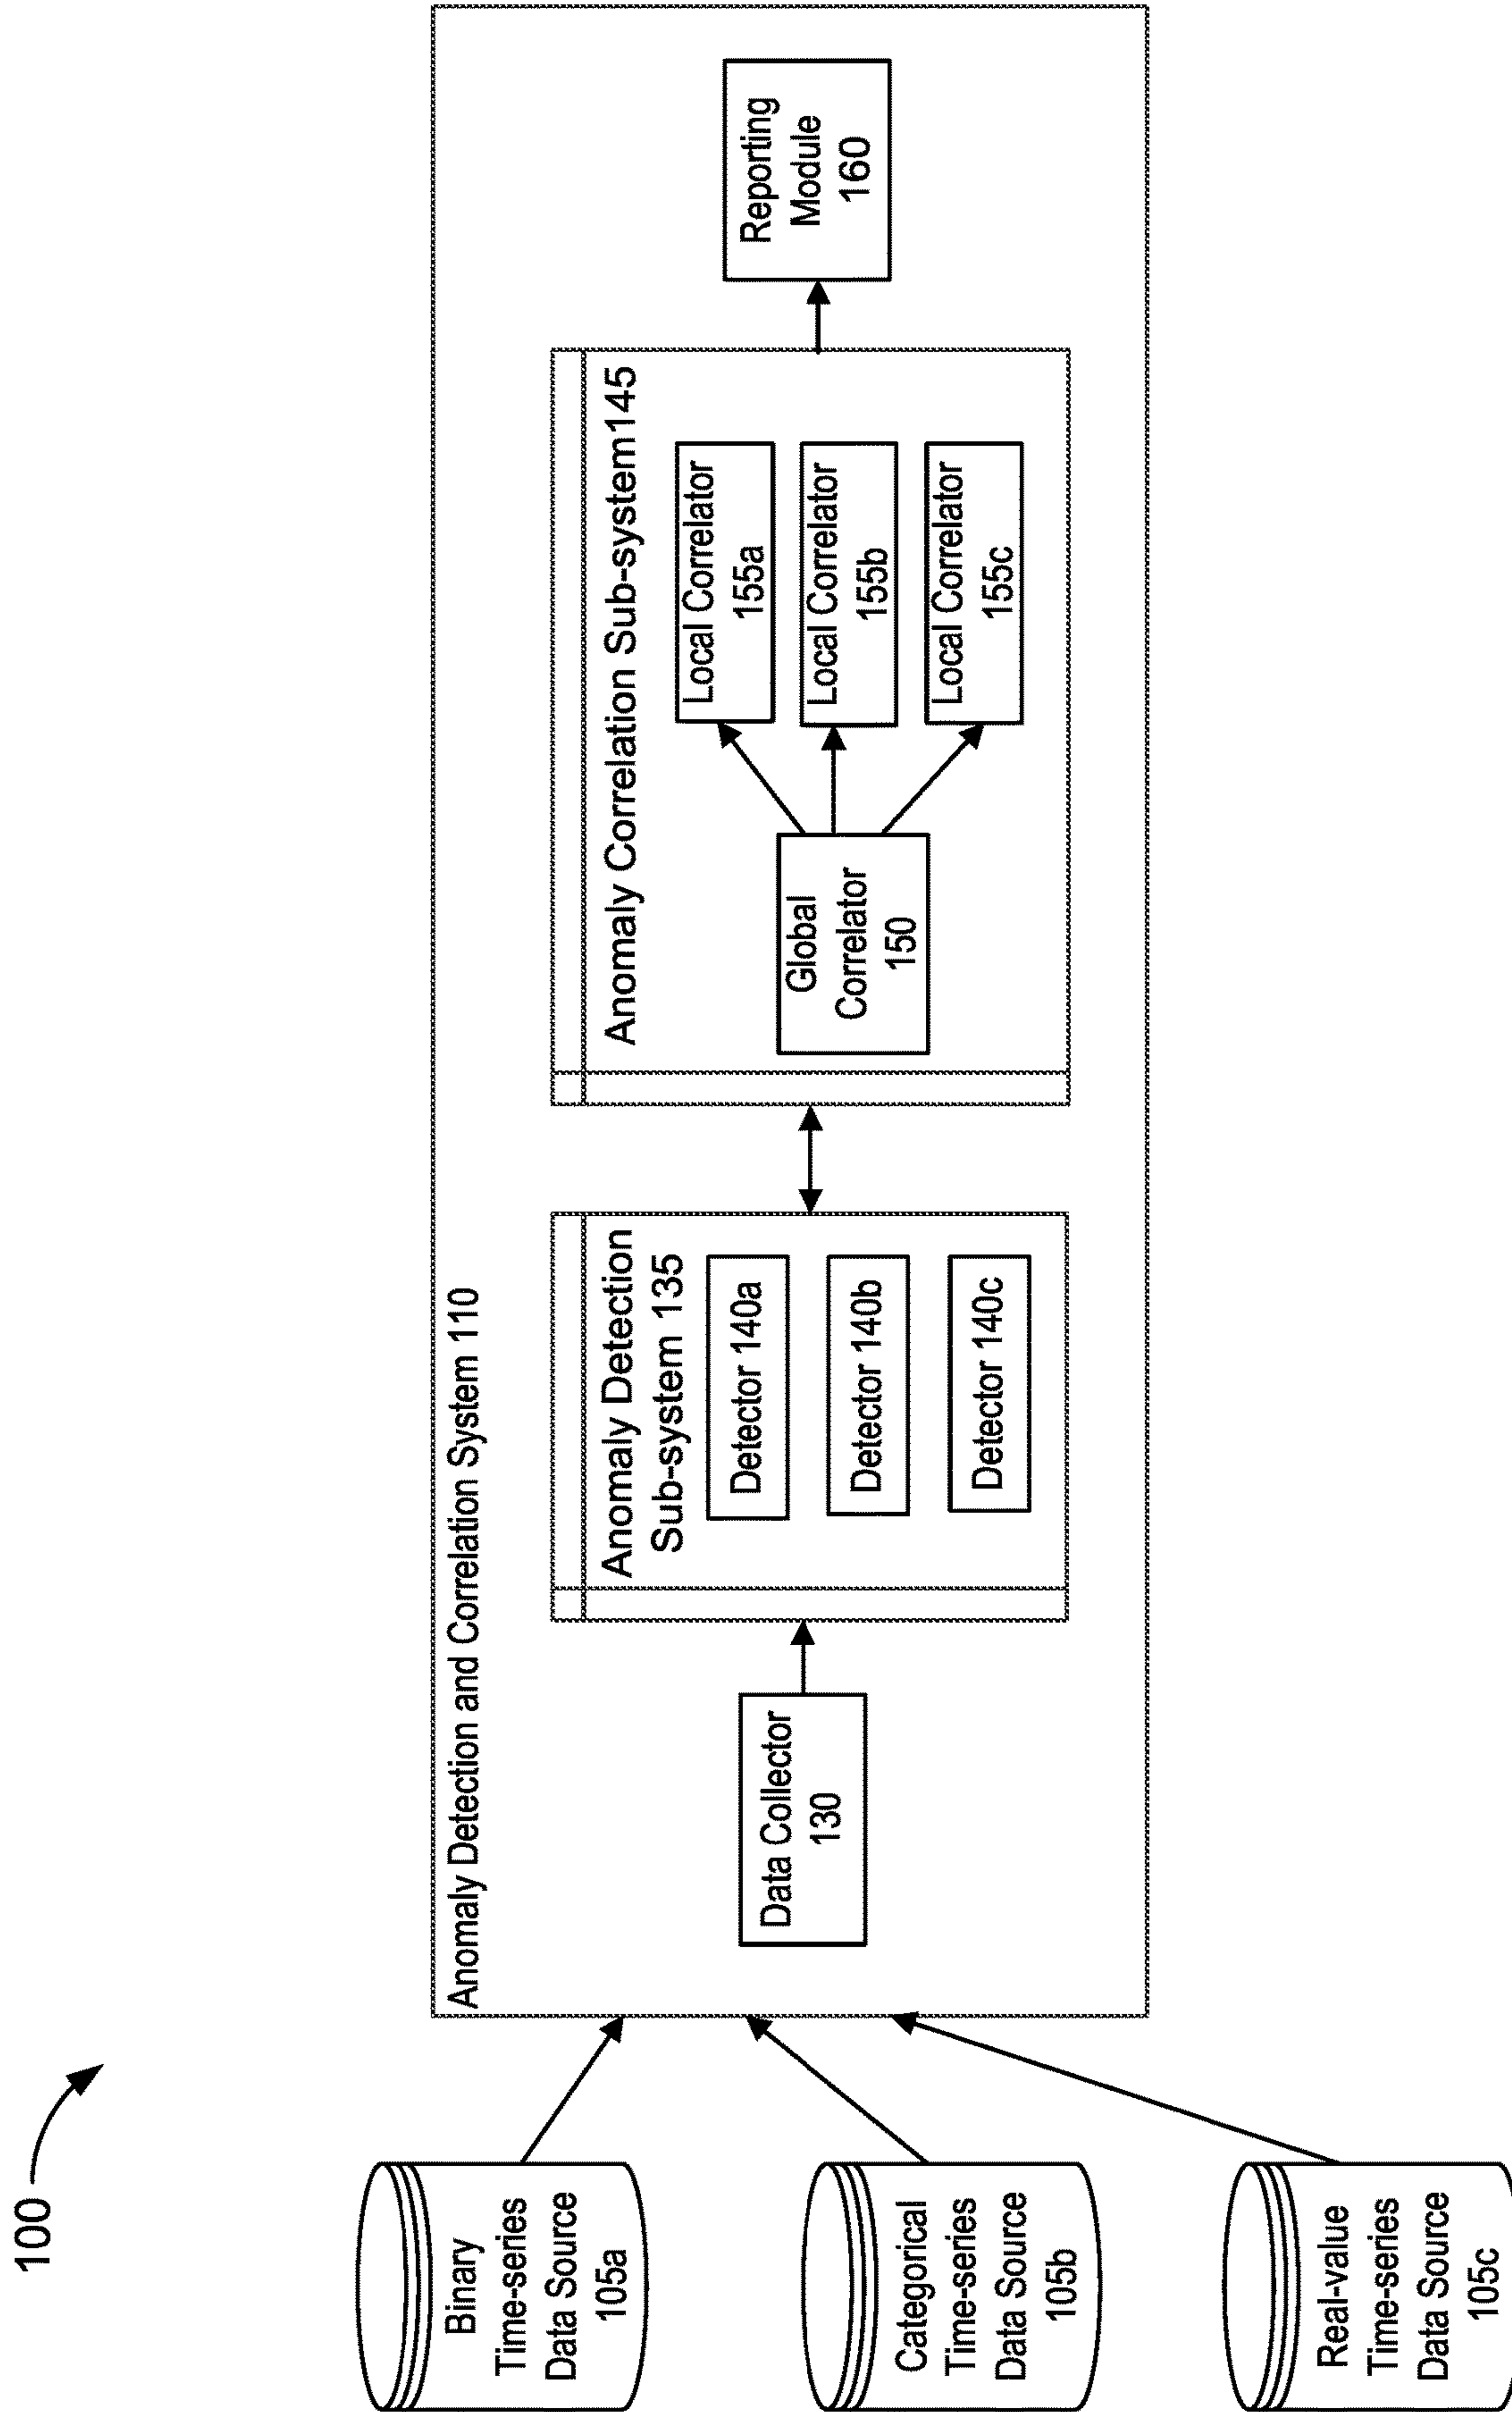 100
Binary
Time-series
Data Source
105a
Categorical
Time-series
Data Source
105b
Real-value
Time-series
Data Source
105c
Anomaly Detection and Correlation System 110
Data Collector
130
Anomaly Detection
Sub-system 135
Detector 140a
Detector 140b
Detector 140c
Anomaly Correlation Sub-system145
Global
Correlator
150
Local Correlator
155a
Local Correlator
155b
Local Correlator
155c
Reporting
Module
160